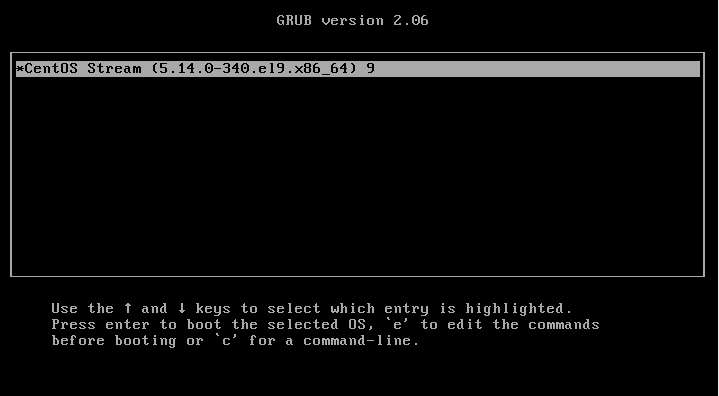 GRUB version 2.06
*CentOS Stream (5.14.0-340.el9.x86_64) 9
Use the ↑ and ↓ keys to select which entry is highlighted.
Press enter to boot the selected OS, `e' to edit the commands
before booting or `c' for a command-line.